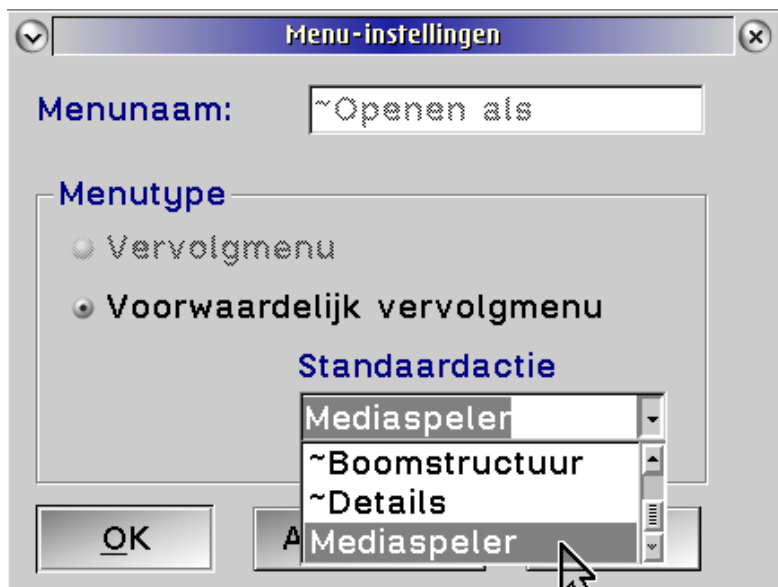 Menu-instellingen
Menunaam: ~Openen als
Menutype
Vervolgmenu
Voorwaardelijk vervolgmenu
Standaardactie
Mediaspeler
~Boomstructuur
~Details
Mediaspeler
OK